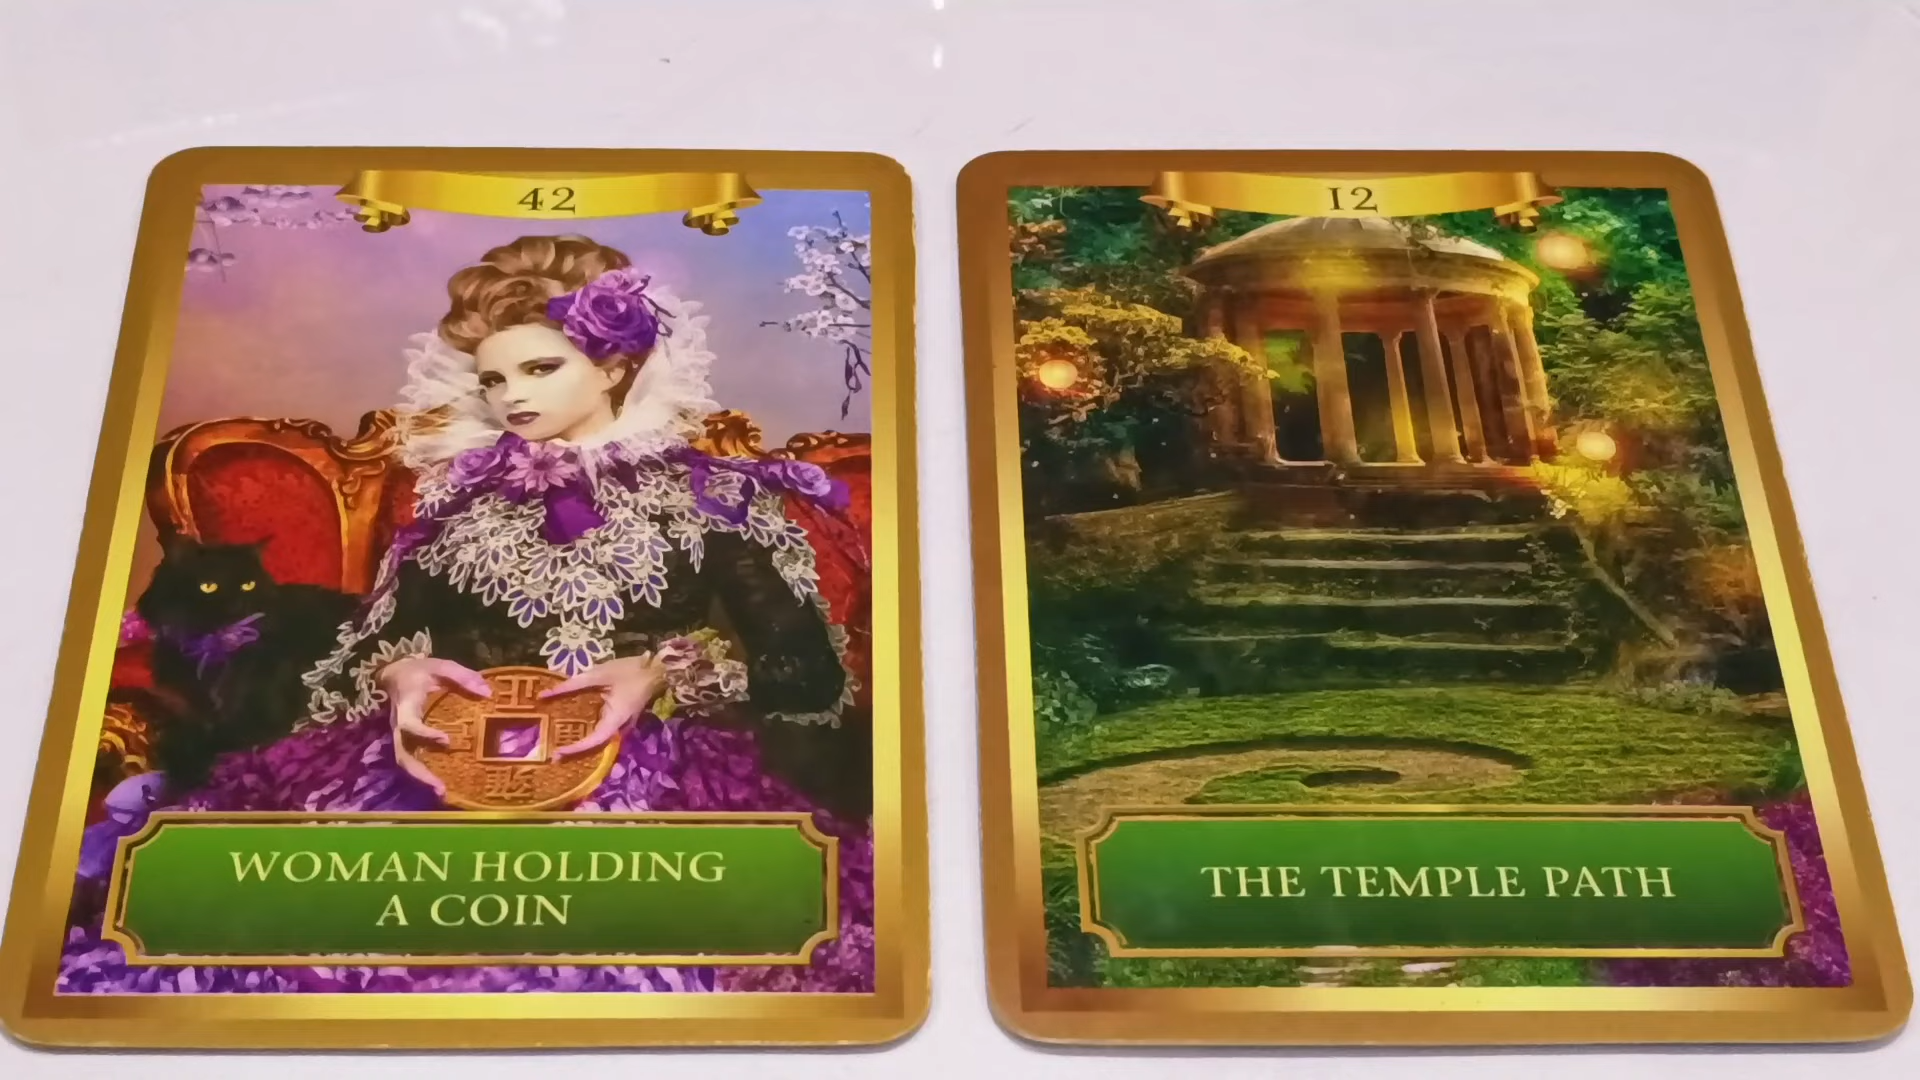 42
WOMAN HOLDING
A COIN
12
THE TEMPLE PATH